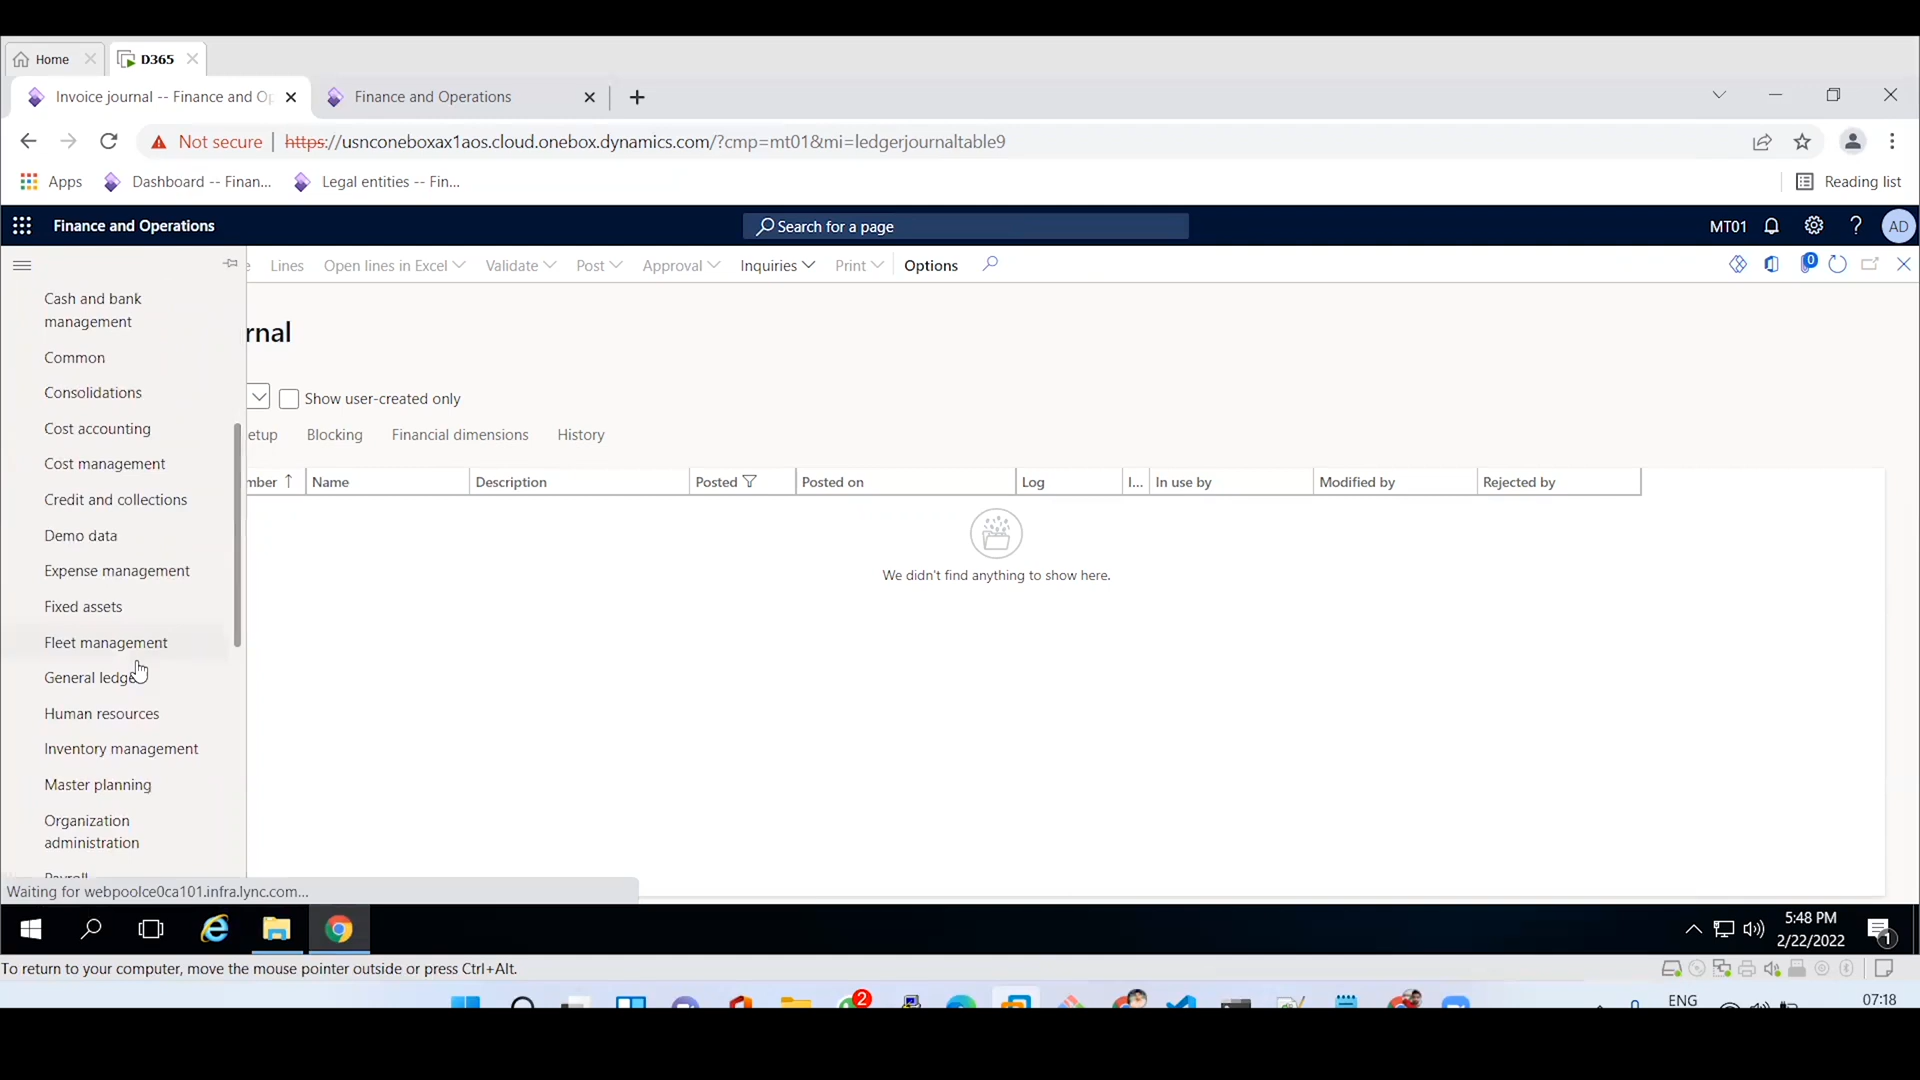 Home
D365
Invoice journal -- Finance and Op
Finance and Operations
Not secure | https://usnconeboxax1aos.cloud.onebox.dynamics.com/?cmp=mt01&mi=ledgerjournaltable9
Apps
Dashboard -- Finan...
Legal entities -- Fin...
Reading list
Finance and Operations
Search for a page
MT01
?
AD
Lines
Open lines in Excel
Validate
Post
Approval
Inquiries
Print
Options
0
Cash and bank
management
Common
Consolidations
Cost accounting
Cost management
Credit and collections
Demo data
Expense management
Fixed assets
Fleet management
General ledge
Human resources
Inventory management
Master planning
Organization
administration
Payroll
rnal
Show user-created only
etup
Blocking
Financial dimensions
History
mber
Name
Description
Posted
Posted on
Log
I...
In use by
Modified by
Rejected by
We didn't find anything to show here.
Waiting for webpoolce0ca101.infra.lync.com...
5:48 PM
2/22/2022
1
To return to your computer, move the mouse pointer outside or press Ctrl+Alt.
2
ENG
07:18